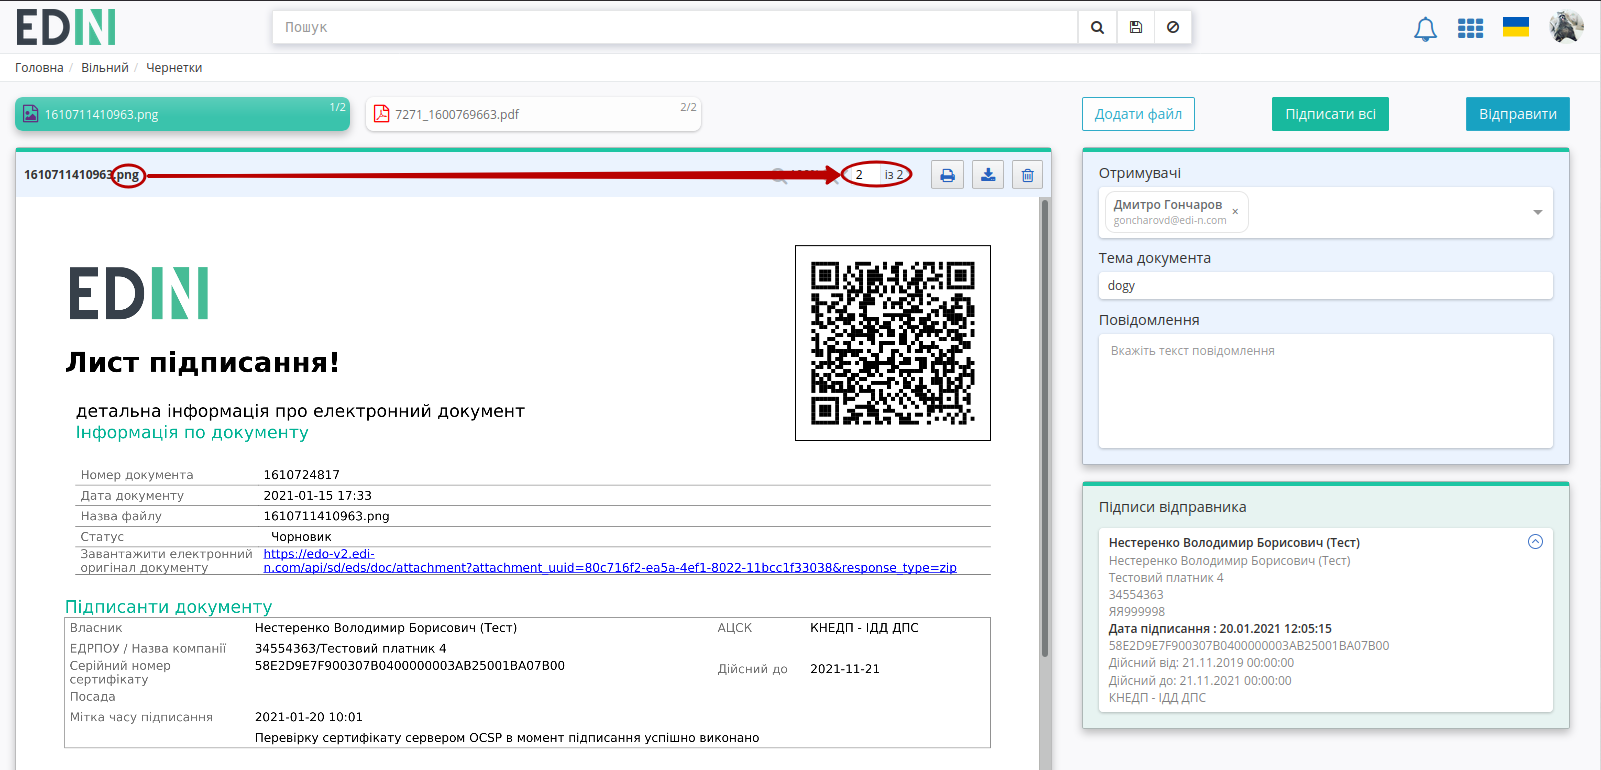 EDIN
Пошук
Головна / Вільний / Чернетки
1610711410963.png 1/2
7271_1600769663.pdf 2/2
Додати файл
Підписати всі
Відправити
1610711410963.png
2 із 2
EDIN
Лист підписання!
детальна інформація про електронний документ
Інформація по документу
Номер документа 1610724817
Дата документу 2021-01-15 17:33
Назва файлу 1610711410963.png
Статус Чорновик
Завантажити електронний https://edo-v2.edi-
оригінал документу n.com/api/sd/eds/doc/attachment?attachment_uuid=80c716f2-ea5a-4ef1-8022-11bcc1f33038&response_type=zip
Підписанти документу
Власник Нестеренко Володимир Борисович (Тест) АЦСК КНЕДП - ІДД ДПС
ЕДРПОУ / Назва компанії 34554363/Тестовий платник 4
Серійний номер 58E2D9E7F900307B0400000003AB25001BA07B00 Дійсний до 2021-11-21
сертифікату
Посада
Мітка часу підписання 2021-01-20 10:01
Перевірку сертифікату сервером OCSP в момент підписання успішно виконано
Отримувачі
Дмитро Гончаров ×
goncharovd@edi-n.com
Тема документа
dogy
Повідомлення
Вкажіть текст повідомлення
Підписи відправника
Нестеренко Володимир Борисович (Тест)
Нестеренко Володимир Борисович (Тест)
Тестовий платник 4
34554363
ЯЯ999998
Дата підписання : 20.01.2021 12:05:15
58E2D9E7F900307B0400000003AB25001BA07B00
Дійсний від: 21.11.2019 00:00:00
Дійсний до: 21.11.2021 00:00:00
КНЕДП - ІДД ДПС